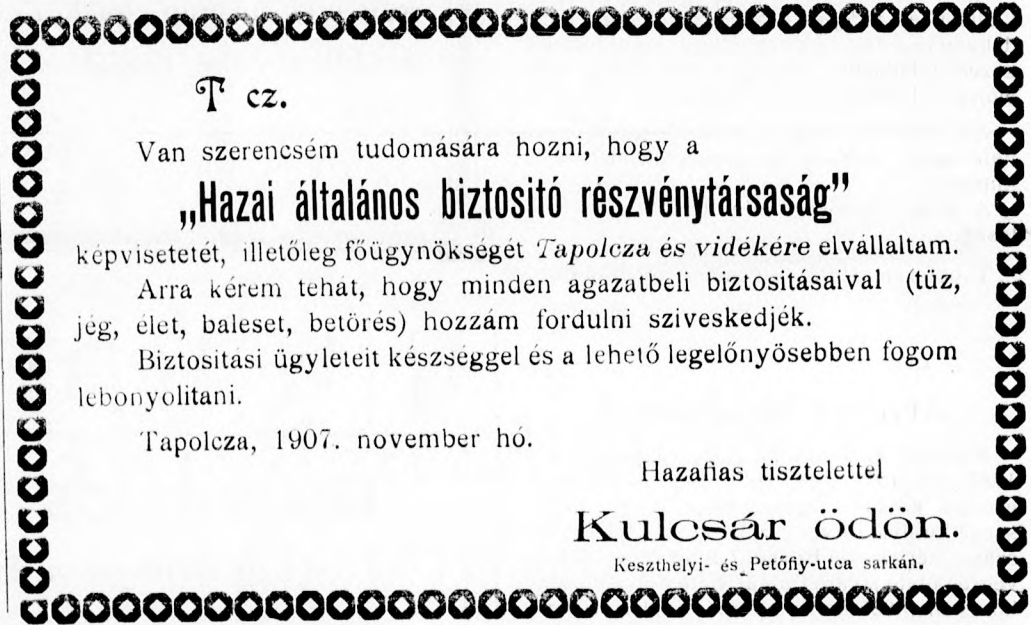 T cz.
Van szerencsém tudomására hozni, hogy a
„Hazai általános biztositó részvénytársaság”
képvisetetét, illetőleg főügynökségét Tapolcza és vidékére elvállaltam.
Arra kérem tehát, hogy minden ágazatbeli biztositásaival (tüz,
jég, élet, baleset, betörés) hozzám fordulni sziveskedjék.
Biztositási ügyleteit készséggel és a lehető legelőnyösebben fogom
lebonyolitani.
Tapolcza, 1907. november hó.
Hazafias tisztelettel
Kulcsár ödön.
Keszthelyi- és Petőfiy-utca sarkán.